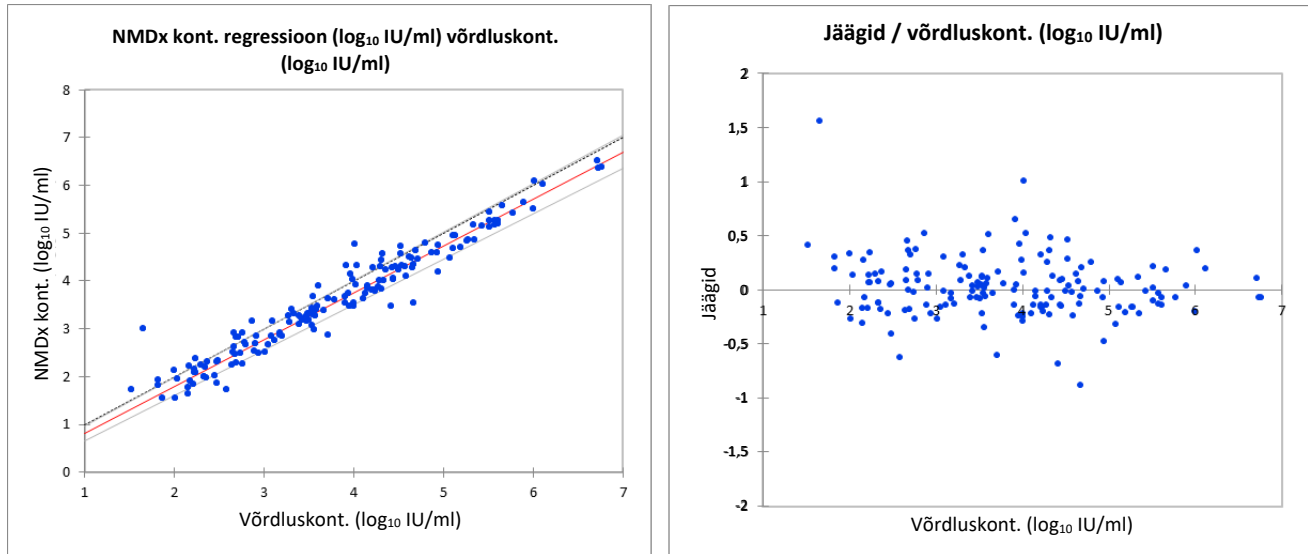 NMDx kont. regressioon (log₁₀ IU/ml) võrdluskont.
(log₁₀ IU/ml)
8
7
6
5
4
3
2
1
0
NMDx kont. (log₁₀ IU/ml)
1 2 3 4 5 6 7
Võrdluskont. (log₁₀ IU/ml)
Jäägid / võrdluskont. (log₁₀ IU/ml)
2
1,5
1
0,5
0
-0,5
-1
-1,5
-2
Jäägid
1 2 3 4 5 6 7
Võrdluskont. (log₁₀ IU/ml)